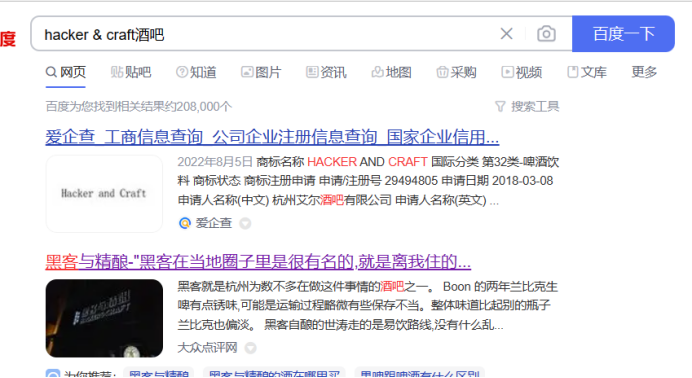 度
hacker & craft酒吧
百度一下
网页 贴吧 知道 图片 资讯 地图 采购 视频 文库 更多
百度为您找到相关结果约208,000个 搜索工具
爱企查_工商信息查询_公司企业注册信息查询_国家企业信用...
Hacker and Craft
2022年8月5日 商标名称 HACKER AND CRAFT 国际分类 第32类-啤酒饮
料 商标状态 商标注册申请 申请/注册号 29494805 申请日期 2018-03-08
申请人名称(中文) 杭州艾尔酒吧有限公司 申请人名称(英文) ...
爱企查
黑客与精酿-"黑客在当地圈子里是很有名的,就是离我住的...
黑客与精酿
黑客就是杭州为数不多在做这件事情的酒吧之一。 Boon 的两年兰比克生
啤有点锈味,可能是运输过程略微有些保存不当。整体味道比起别的瓶子
兰比克也偏淡。 黑客自酿的世涛走的是易饮路线,没有什么乱...
大众点评网
为你推荐: 黑客与精酿 黑客与精酿的酒在哪里买 黑啤跟啤酒有什么区别